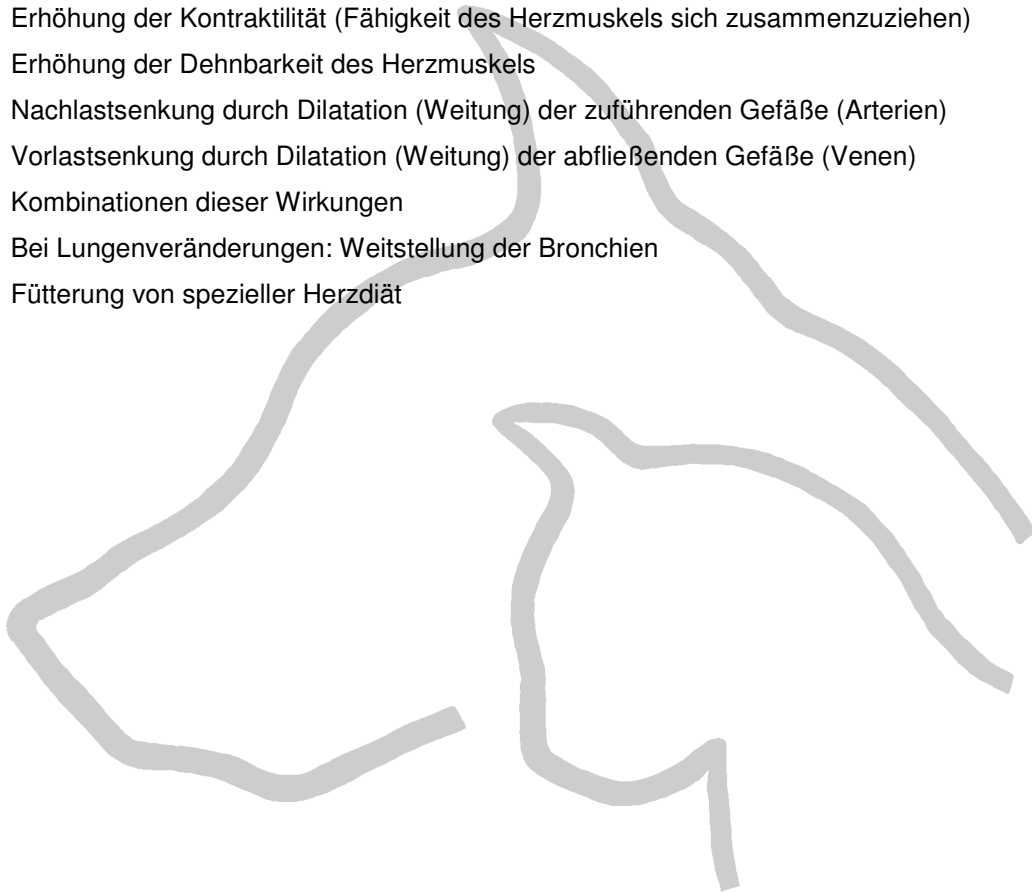 Erhöhung der Kontraktilität (Fähigkeit des Herzmuskels sich zusammenzuziehen)
Erhöhung der Dehnbarkeit des Herzmuskels
Nachlastsenkung durch Dilatation (Weitung) der zuführenden Gefäße (Arterien)
Vorlastsenkung durch Dilatation (Weitung) der abfließenden Gefäße (Venen)
Kombinationen dieser Wirkungen
Bei Lungenveränderungen: Weitstellung der Bronchien
Fütterung von spezieller Herzdiät